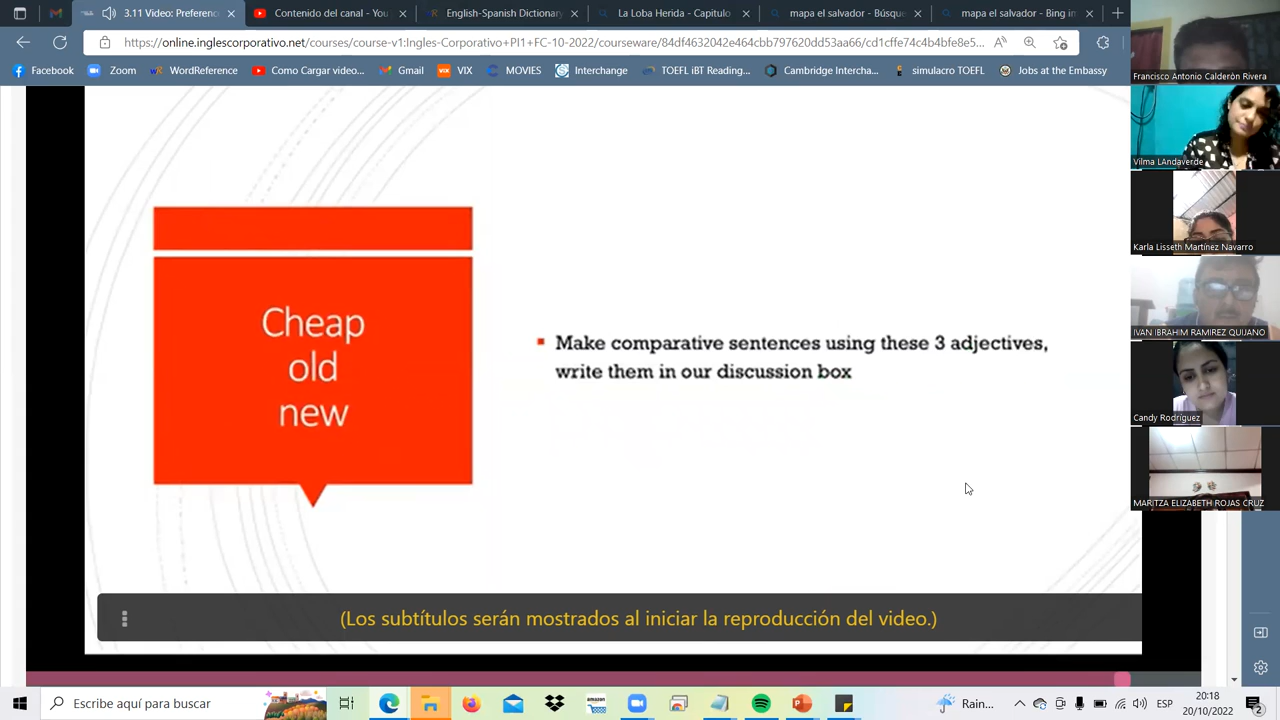 3.11 Video: Preferenc
Contenido del canal - You
English-Spanish Dictionary
La Loba Herida - Capitulo
mapa el salvador - Búsque
mapa el salvador - Bing im
https://online.inglescorporativo.net/courses/course-v1:Ingles-Corporativo+PI1+FC-10-2022/courseware/84df4632042e464cbb797620dd53aa66/cd1cffe74c4b4bfe8e5...
Facebook
Zoom
WordReference
Como Cargar video...
Gmail
VIX
MOVIES
Interchange
TOEFL iBT Reading...
Cambridge Intercha...
simulacro TOEFL
Jobs at the Embassy
Francisco Antonio Calderòn Rivera
Vilma LAndaverde
Karla Lisseth Martínez Navarro
IVAN IBRAHIM RAMIREZ QUIJANO
Candy Rodríguez
MARITZA ELIZABETH ROJAS CRUZ
Cheap
old
new
Make comparative sentences using these 3 adjectives,
write them in our discussion box
(Los subtítulos serán mostrados al iniciar la reproducción del video.)
Escribe aquí para buscar
Rain...
ESP
20:18
20/10/2022
2